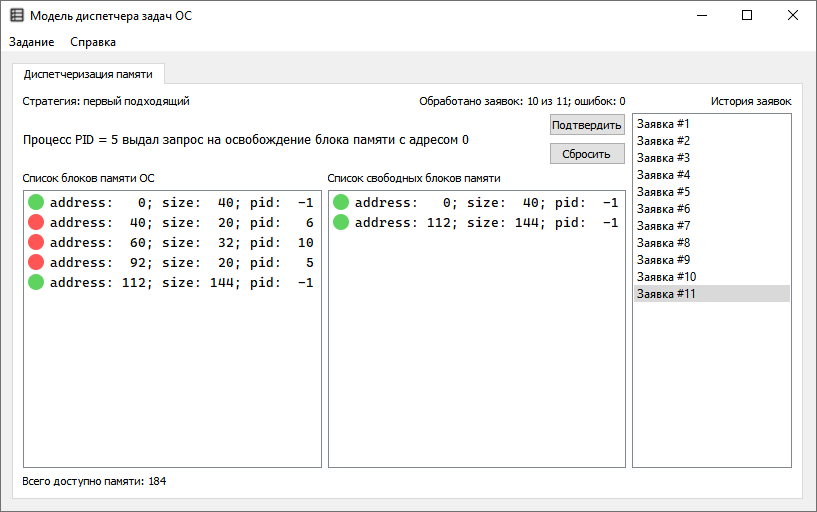 Модель диспетчера задач ОС
Задание Справка
Диспетчеризация памяти
Стратегия: первый подходящий
Обработано заявок: 10 из 11; ошибок: 0
История заявок
Процесс PID = 5 выдал запрос на освобождение блока памяти с адресом 0
Подтвердить
Сбросить
Список блоков памяти ОС
address:   0; size:  40; pid:  -1
address:  40; size:  20; pid:   6
address:  60; size:  32; pid:  10
address:  92; size:  20; pid:   5
address: 112; size: 144; pid:  -1
Список свободных блоков памяти
address:   0; size:  40; pid:  -1
address: 112; size: 144; pid:  -1
Заявка #1
Заявка #2
Заявка #3
Заявка #4
Заявка #5
Заявка #6
Заявка #7
Заявка #8
Заявка #9
Заявка #10
Заявка #11
Всего доступно памяти: 184